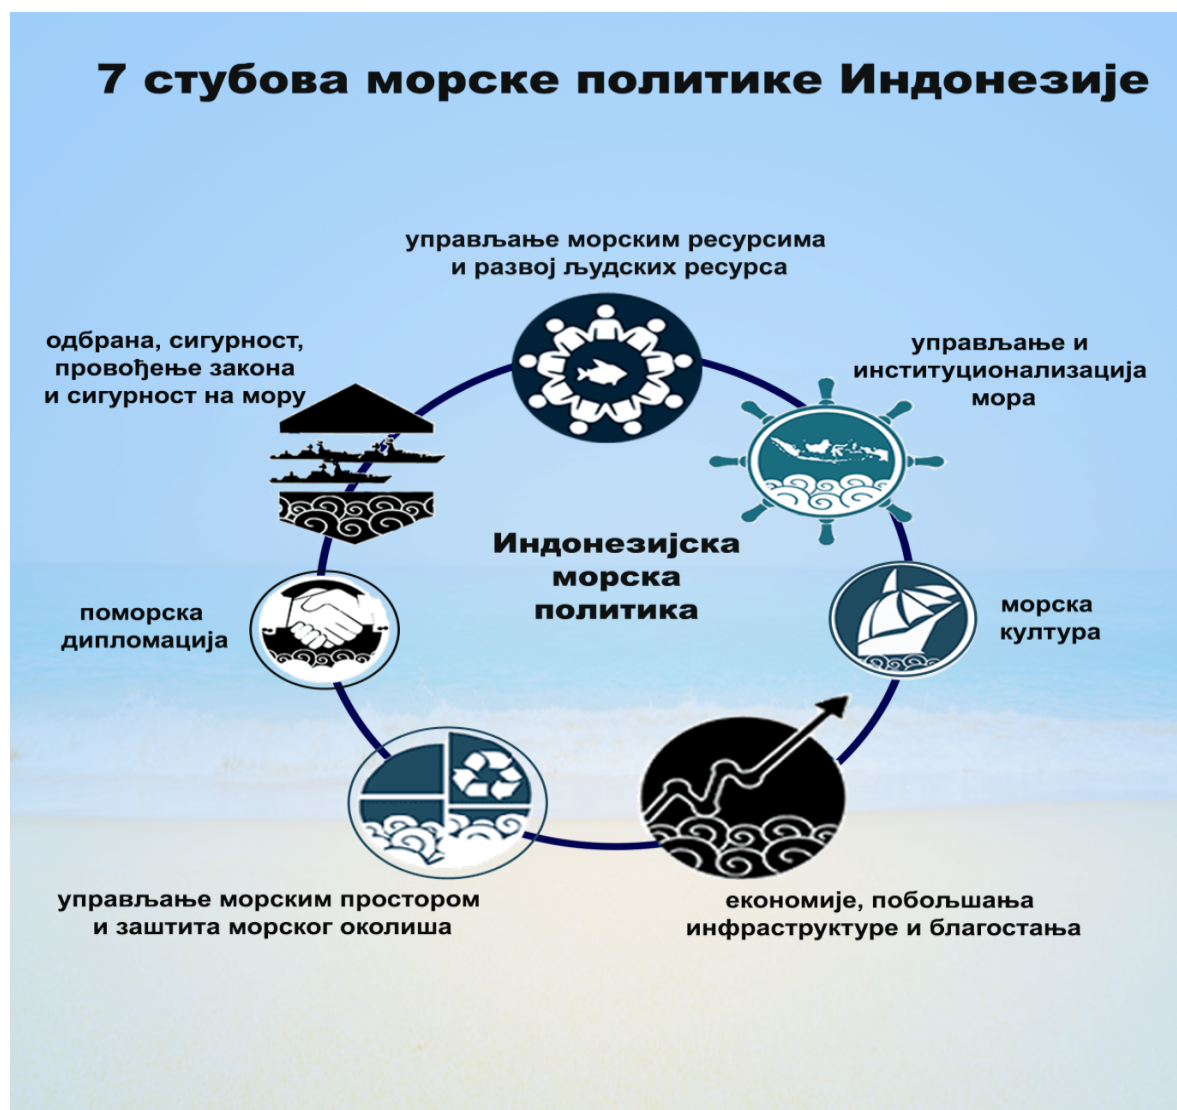 7 стубова морске политике Индонезије
управљање морским ресурсима
и развој људских ресурса
одбрана, сигурност,
провођење закона
и сигурност на мору
управљање и
институционализација
мора
Индонезијска
морска
политика
поморска
дипломација
морска
култура
управљање морским простором
и заштита морског околиша
економије, побољшања
инфраструктуре и благостања